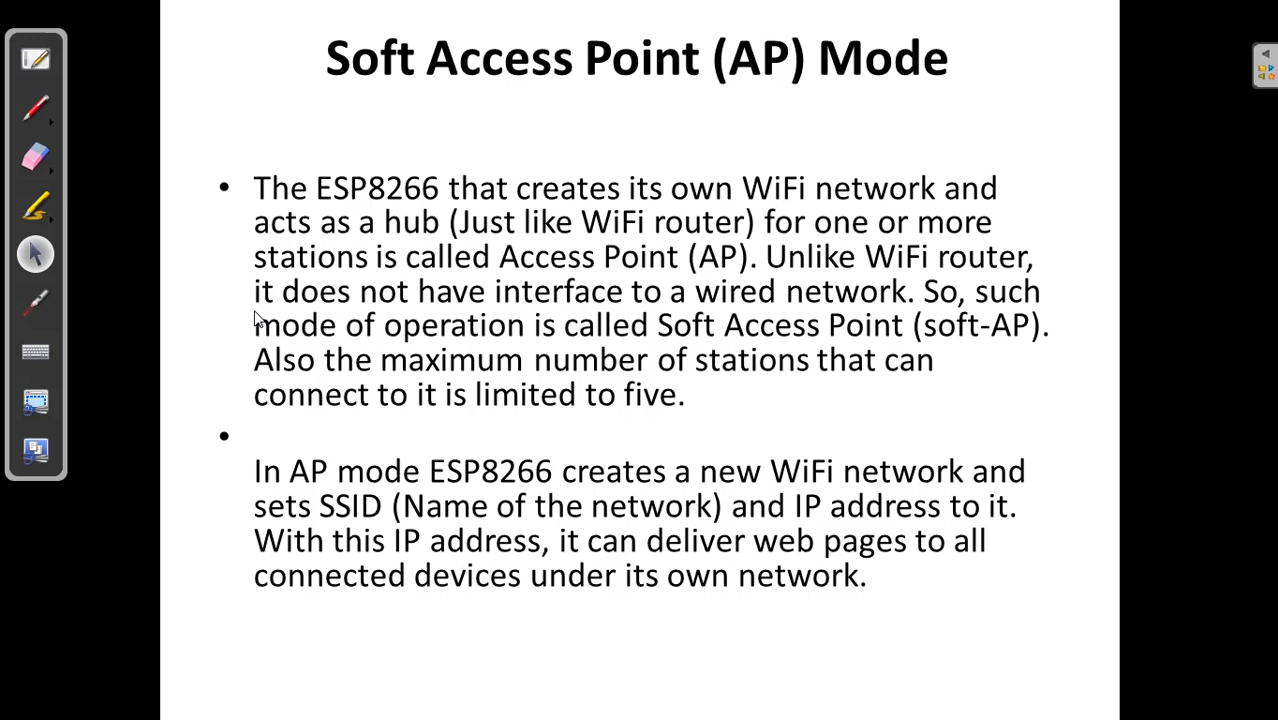 Soft Access Point (AP) Mode
• The ESP8266 that creates its own WiFi network and
acts as a hub (Just like WiFi router) for one or more
stations is called Access Point (AP). Unlike WiFi router,
it does not have interface to a wired network. So, such
mode of operation is called Soft Access Point (soft-AP).
Also the maximum number of stations that can
connect to it is limited to five.
•
In AP mode ESP8266 creates a new WiFi network and
sets SSID (Name of the network) and IP address to it.
With this IP address, it can deliver web pages to all
connected devices under its own network.